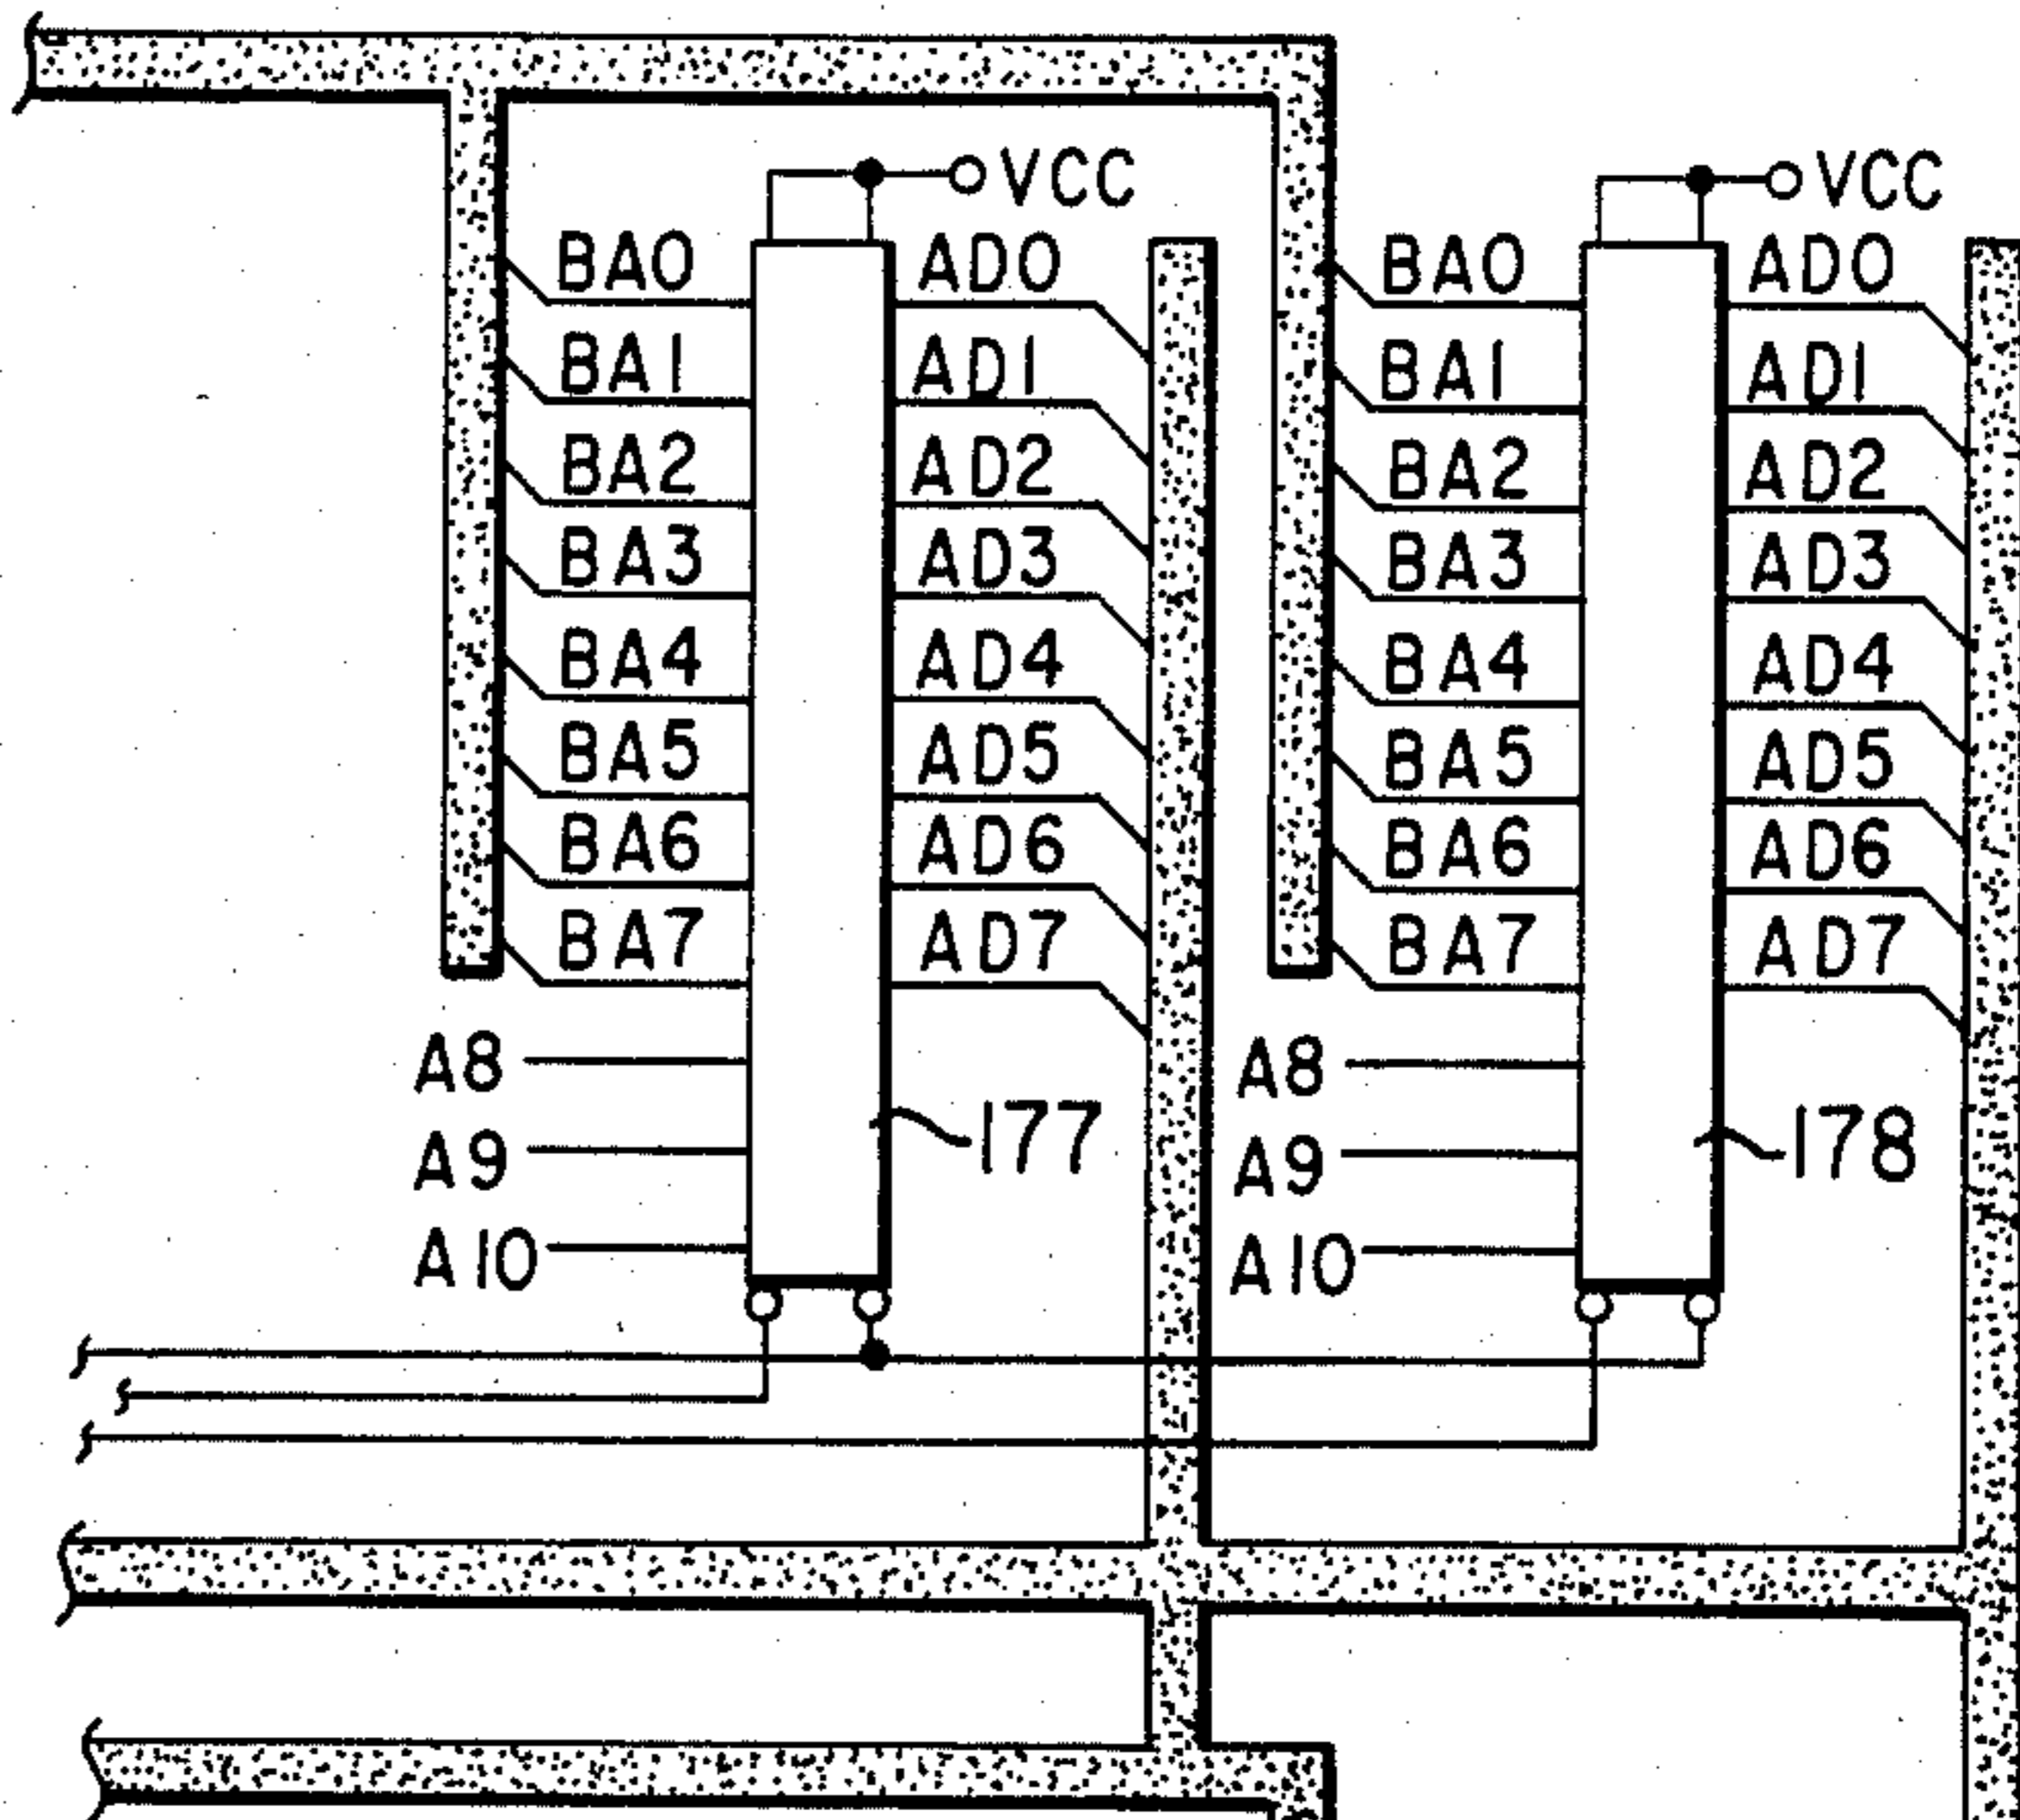 VCC VCC
BA0 AD0 BA0 AD0
BA1 AD1 BA1 AD1
BA2 AD2 BA2 AD2
BA3 AD3 BA3 AD3
BA4 AD4 BA4 AD4
BA5 AD5 BA5 AD5
BA6 AD6 BA6 AD6
BA7 AD7 BA7 AD7
A8 A8
177 178
A9 A9
A10 A10